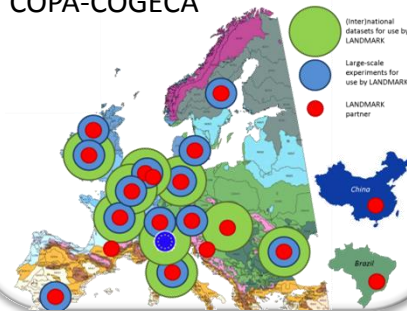 COPA-COGECA
(Inter)national
datasets for use by
LANDMARK
Large-scale
experiments for
use by LANDMARK
LANDMARK
partner
China
Brazil